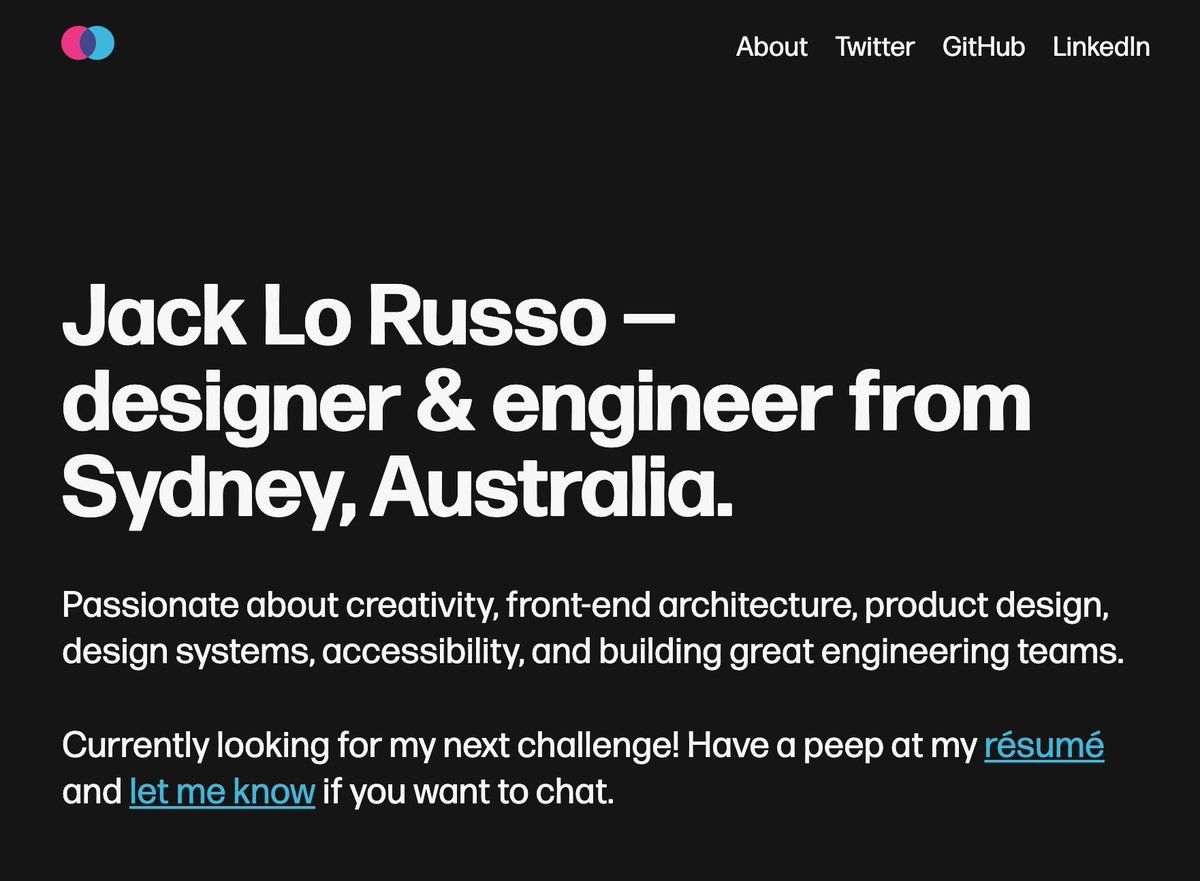 About Twitter GitHub LinkedIn
Jack Lo Russo —
designer & engineer from
Sydney, Australia.
Passionate about creativity, front-end architecture, product design,
design systems, accessibility, and building great engineering teams.
Currently looking for my next challenge! Have a peep at my résumé
and let me know if you want to chat.